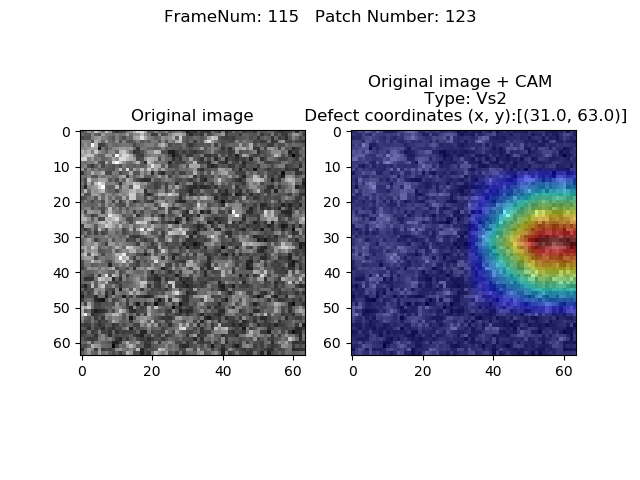 FrameNum: 115   Patch Number: 123
Original image
Original image + CAM
Type: Vs2
Defect coordinates (x, y):[(31.0, 63.0)]
0
10
20
30
40
50
60
0 20 40 60
0
10
20
30
40
50
60
0 20 40 60